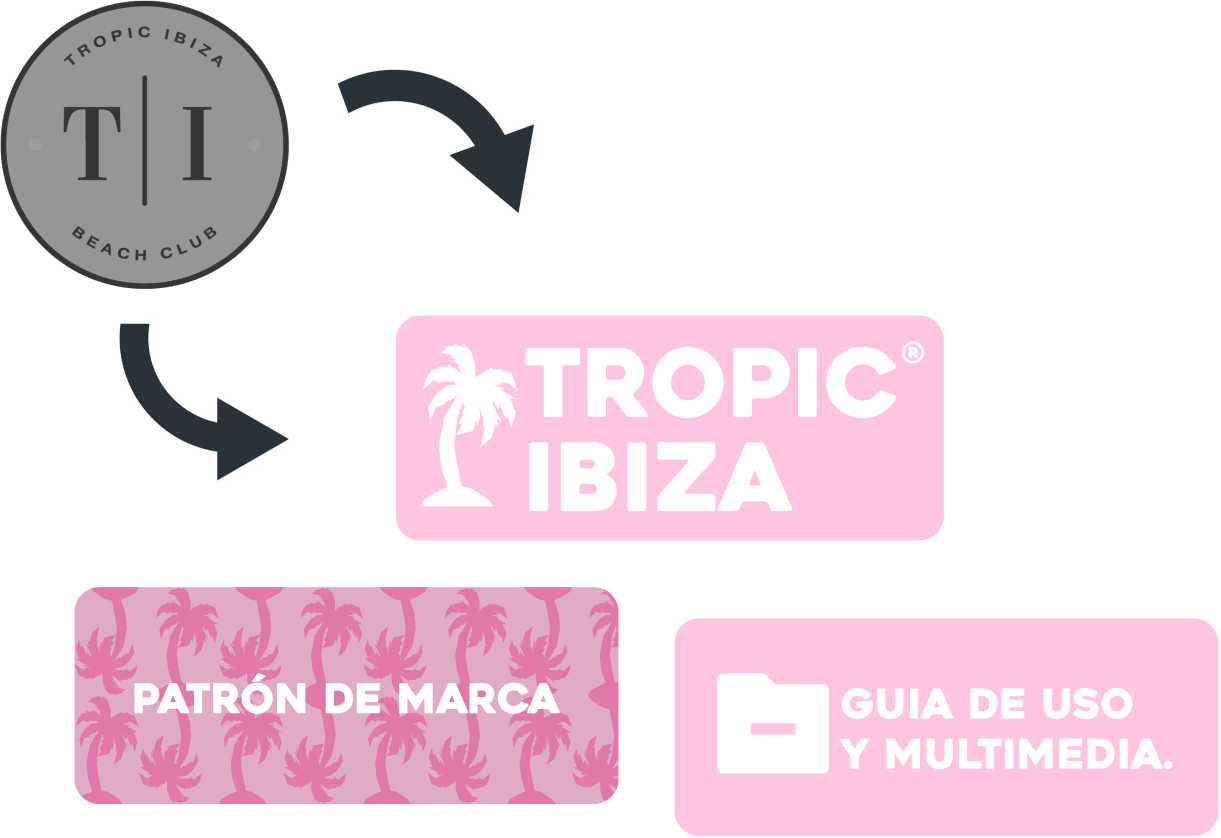 TROPIC IBIZA
T | I
BEACH CLUB
TROPIC®
IBIZA
PATRÓN DE MARCA
GUIA DE USO
Y MULTIMEDIA.